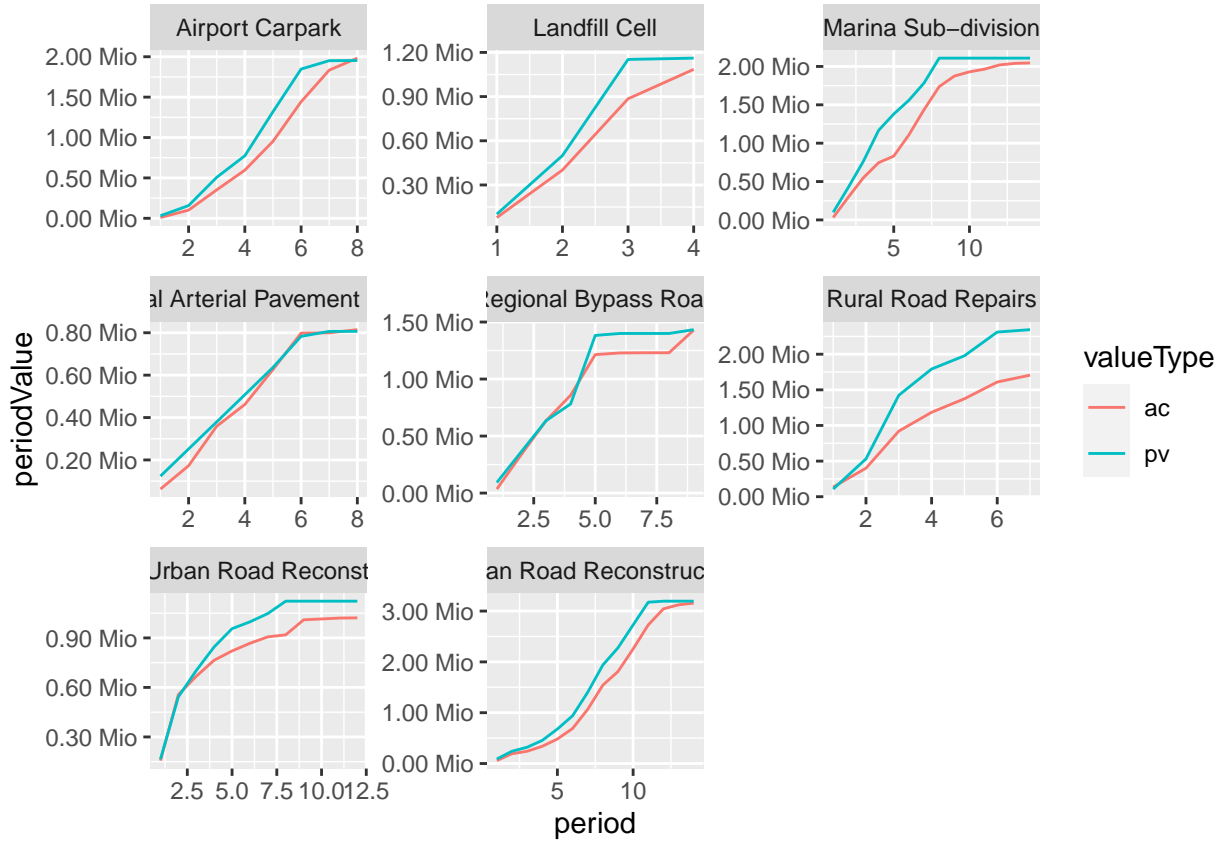 Airport Carpark
Landfill Cell
Marina Sub−division
2.00 Mio
1.50 Mio
1.00 Mio
0.50 Mio
0.00 Mio
2 4 6 8
1.20 Mio
0.90 Mio
0.60 Mio
0.30 Mio
1 2 3 4
2.00 Mio
1.50 Mio
1.00 Mio
0.50 Mio
0.00 Mio
5 10
al Arterial Pavement
Regional Bypass Roa
Rural Road Repairs
0.80 Mio
0.60 Mio
0.40 Mio
0.20 Mio
2 4 6 8
1.50 Mio
1.00 Mio
0.50 Mio
0.00 Mio
2.5 5.0 7.5
2.00 Mio
1.50 Mio
1.00 Mio
0.50 Mio
0.00 Mio
2 4 6
Urban Road Reconst
an Road Reconstruc
0.90 Mio
0.60 Mio
0.30 Mio
2.5 5.0 7.5 10.0 12.5
3.00 Mio
2.00 Mio
1.00 Mio
0.00 Mio
5 10
period
periodValue
valueType
ac
pv